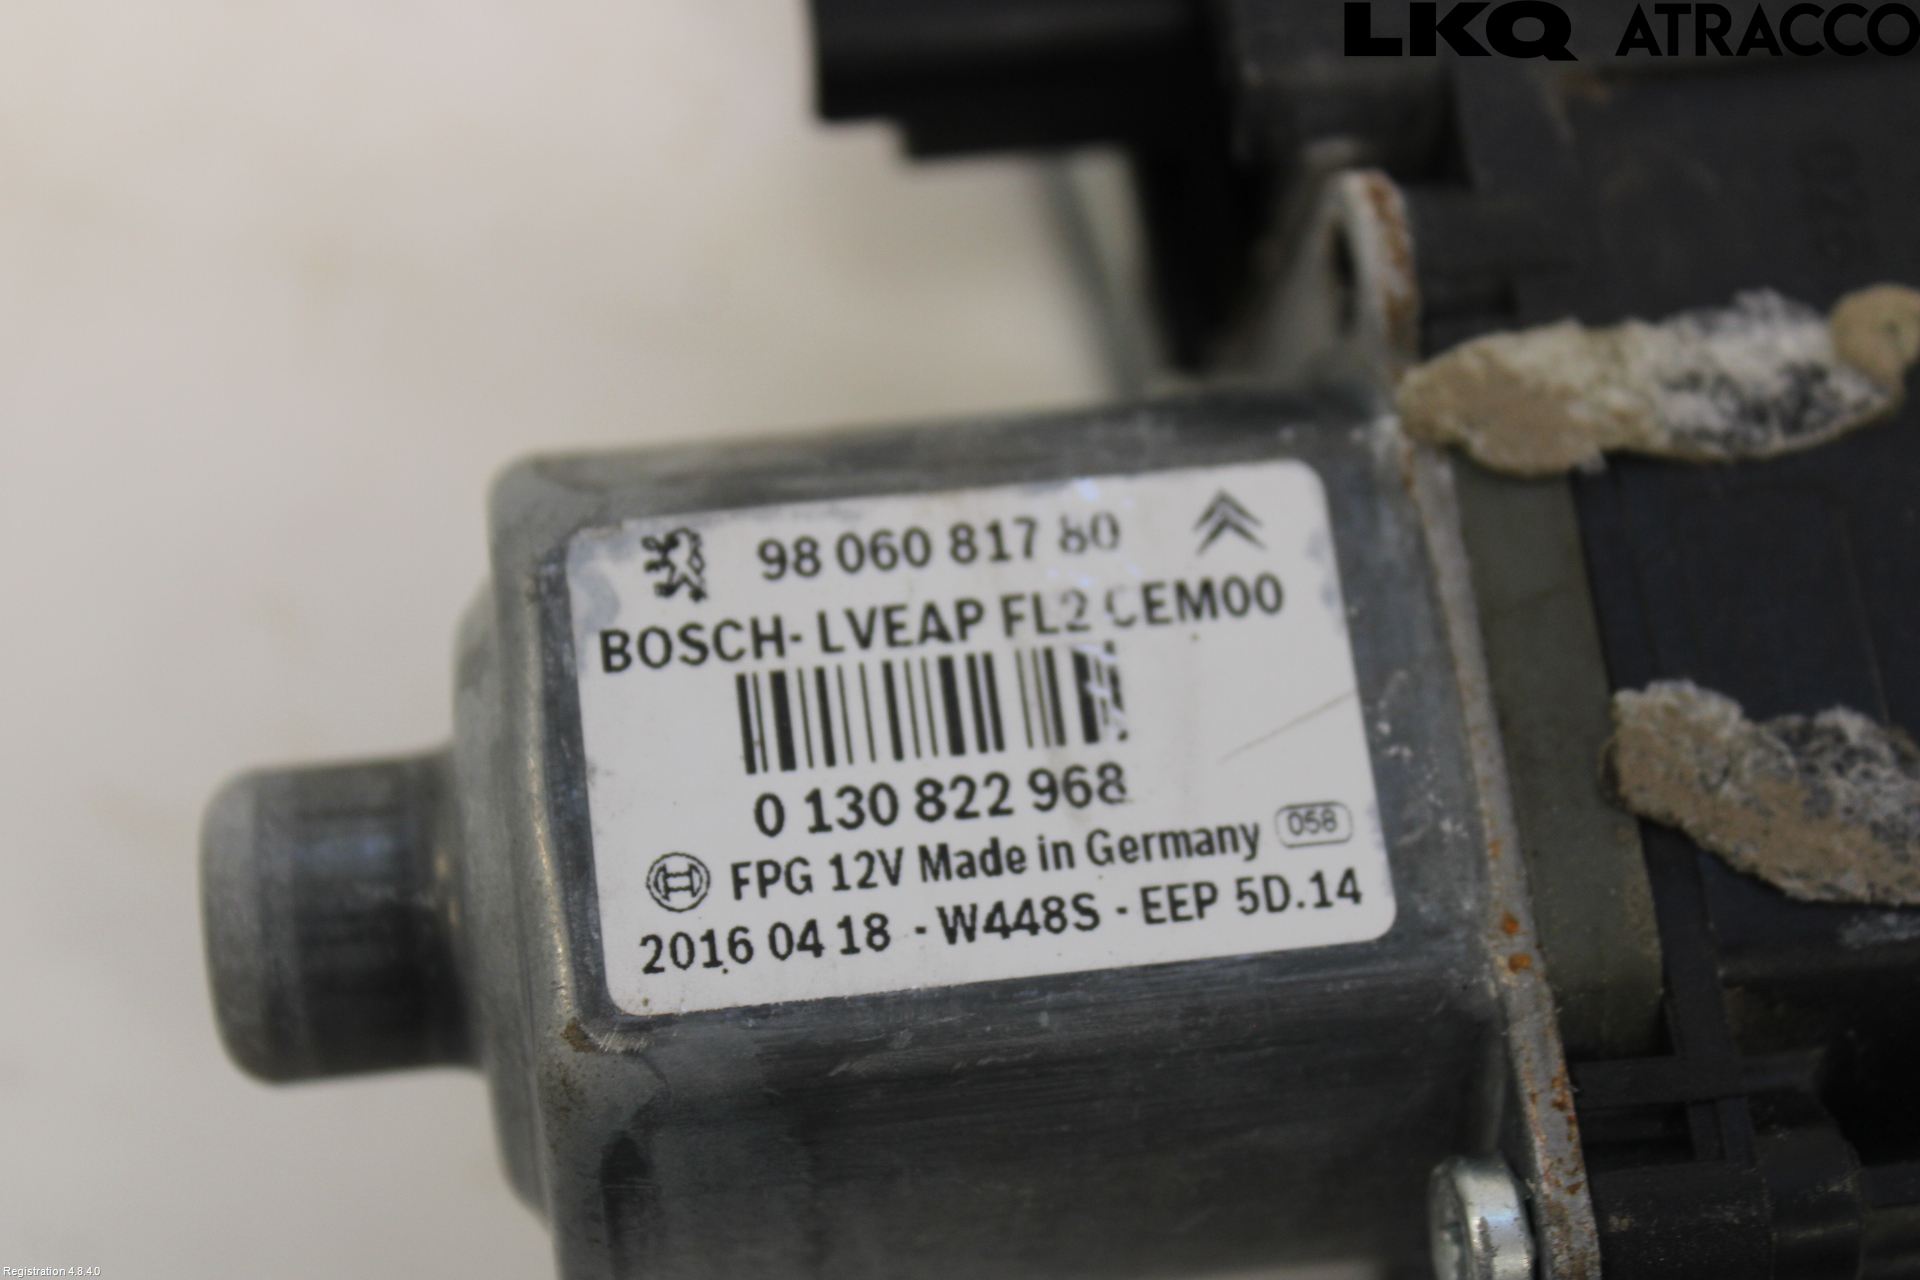 LKQ ATRACCO
98 060 817 80
BOSCH- LVEAP FL2 CEM00
0 130 822 968
FPG 12V Made in Germany 058
2016 04 18 - W448S - EEP 5D.14
Registration 4.8.4.0